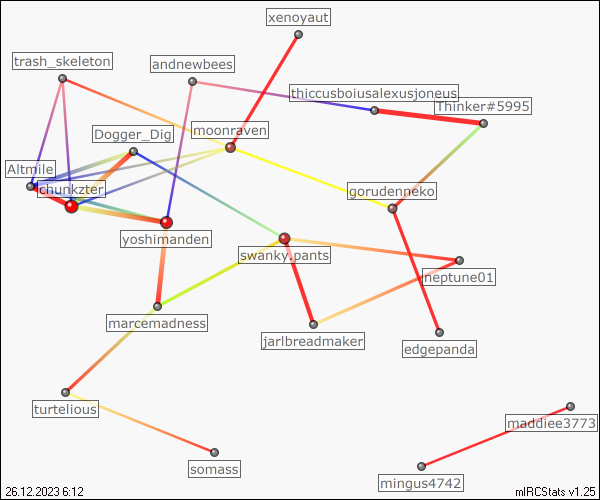 xenoyaut
trash_skeleton
andnewbees
thiccusboiusalexusjoneus
Thinker#5995
Dogger_Dig
moonraven
Altmile
chunkzter
gorudenneko
yoshimanden
swanky.pants
neptune01
marcemadness
jarlbreadmaker
edgepanda
turtelious
maddiee3773
somass
mingus4742
26.12.2023 6:12
mIRCStats v1.25